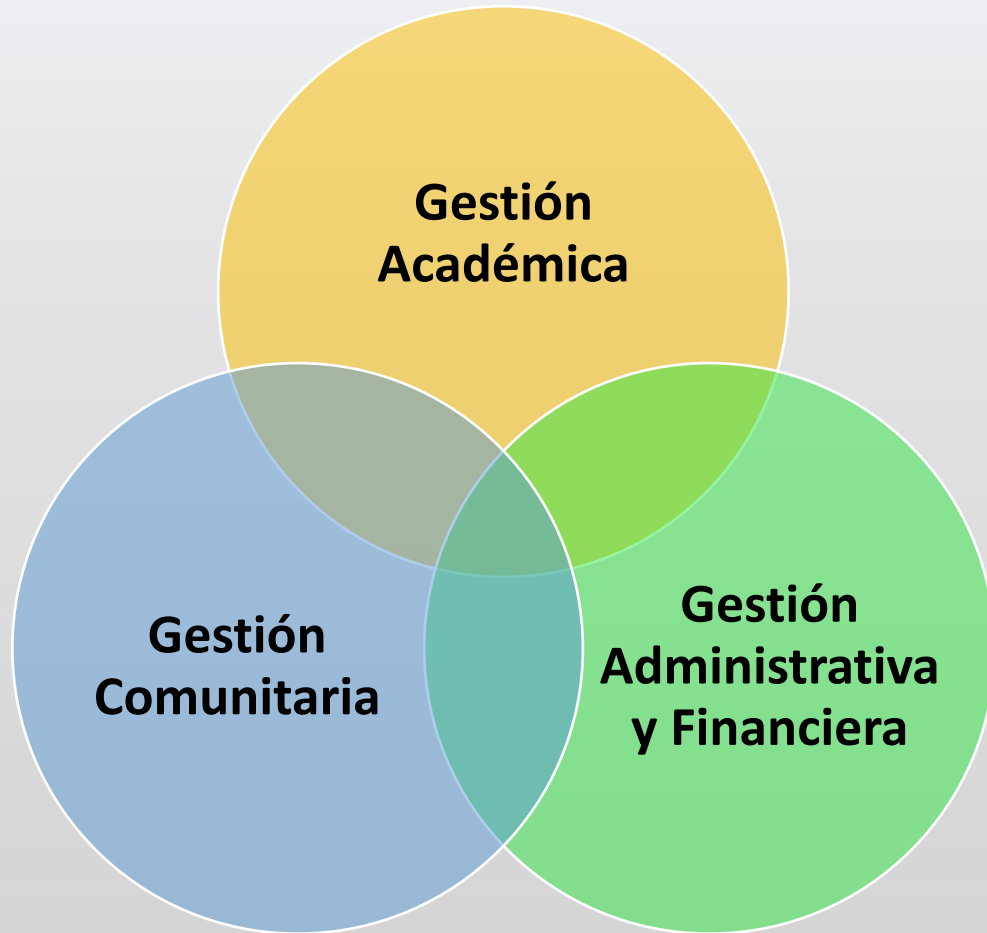 Gestión
Académica
Gestión
Comunitaria
Gestión
Administrativa
y Financiera